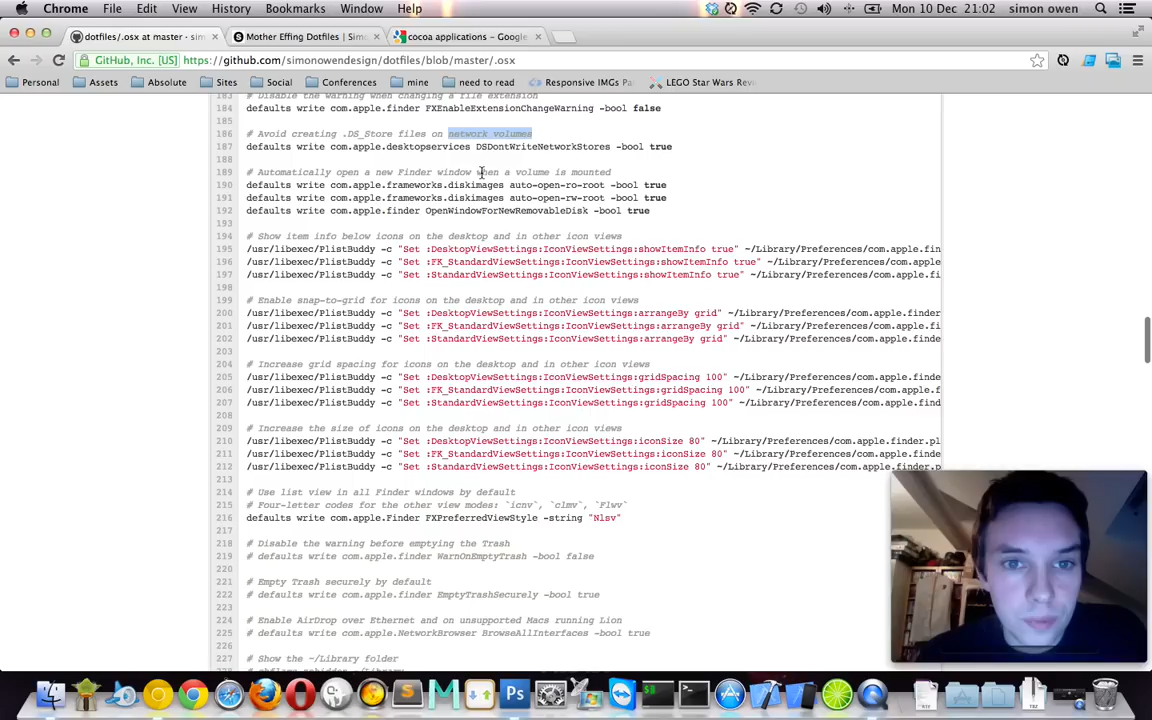 Chrome File Edit View History Bookmarks Window Help Mon 10 Dec 21:02 simon owen
dotfiles/.osx at master · sim Mother Effing Dotfiles | Sim cocoa applications - Google
GitHub, Inc. [US] https://github.com/simonowendesign/dotfiles/blob/master/.osx
Personal Assets Absolute Sites Social Conferences mine need to read Responsive IMGs Pa LEGO Star Wars Revi
183 # Disable the warning when changing a file extension
184 defaults write com.apple.finder FXEnableExtensionChangeWarning -bool false
185
186 # Avoid creating .DS_Store files on network volumes
187 defaults write com.apple.desktopservices DSDontWriteNetworkStores -bool true
188
189 # Automatically open a new Finder window when a volume is mounted
190 defaults write com.apple.frameworks.diskimages auto-open-ro-root -bool true
191 defaults write com.apple.frameworks.diskimages auto-open-rw-root -bool true
192 defaults write com.apple.finder OpenWindowForNewRemovableDisk -bool true
193
194 # Show item info below icons on the desktop and in other icon views
195 /usr/libexec/PlistBuddy -c "Set :DesktopViewSettings:IconViewSettings:showItemInfo true" ~/Library/Preferences/com.apple.fin
196 /usr/libexec/PlistBuddy -c "Set :FK_StandardViewSettings:IconViewSettings:showItemInfo true" ~/Library/Preferences/com.apple
197 /usr/libexec/PlistBuddy -c "Set :StandardViewSettings:IconViewSettings:showItemInfo true" ~/Library/Preferences/com.apple.fi
198
199 # Enable snap-to-grid for icons on the desktop and in other icon views
200 /usr/libexec/PlistBuddy -c "Set :DesktopViewSettings:IconViewSettings:arrangeBy grid" ~/Library/Preferences/com.apple.finder
201 /usr/libexec/PlistBuddy -c "Set :FK_StandardViewSettings:IconViewSettings:arrangeBy grid" ~/Library/Preferences/com.apple.fi
202 /usr/libexec/PlistBuddy -c "Set :StandardViewSettings:IconViewSettings:arrangeBy grid" ~/Library/Preferences/com.apple.finde
203
204 # Increase grid spacing for icons on the desktop and in other icon views
205 /usr/libexec/PlistBuddy -c "Set :DesktopViewSettings:IconViewSettings:gridSpacing 100" ~/Library/Preferences/com.apple.finde
206 /usr/libexec/PlistBuddy -c "Set :FK_StandardViewSettings:IconViewSettings:gridSpacing 100" ~/Library/Preferences/com.apple.f
207 /usr/libexec/PlistBuddy -c "Set :StandardViewSettings:IconViewSettings:gridSpacing 100" ~/Library/Preferences/com.apple.find
208
209 # Increase the size of icons on the desktop and in other icon views
210 /usr/libexec/PlistBuddy -c "Set :DesktopViewSettings:IconViewSettings:iconSize 80" ~/Library/Preferences/com.apple.finder.pl
211 /usr/libexec/PlistBuddy -c "Set :FK_StandardViewSettings:IconViewSettings:iconSize 80" ~/Library/Preferences/com.apple.finde
212 /usr/libexec/PlistBuddy -c "Set :StandardViewSettings:IconViewSettings:iconSize 80" ~/Library/Preferences/com.apple.finder.p
213
214 # Use list view in all Finder windows by default
215 # Four-letter codes for the other view modes: `icnv`, `clmv`, `Flwv`
216 defaults write com.apple.Finder FXPreferredViewStyle -string "Nlsv"
217
218 # Disable the warning before emptying the Trash
219 # defaults write com.apple.finder WarnOnEmptyTrash -bool false
220
221 # Empty Trash securely by default
222 # defaults write com.apple.finder EmptyTrashSecurely -bool true
223
224 # Enable AirDrop over Ethernet and on unsupported Macs running Lion
225 # defaults write com.apple.NetworkBrowser BrowseAllInterfaces -bool true
226
227 # Show the ~/Library folder